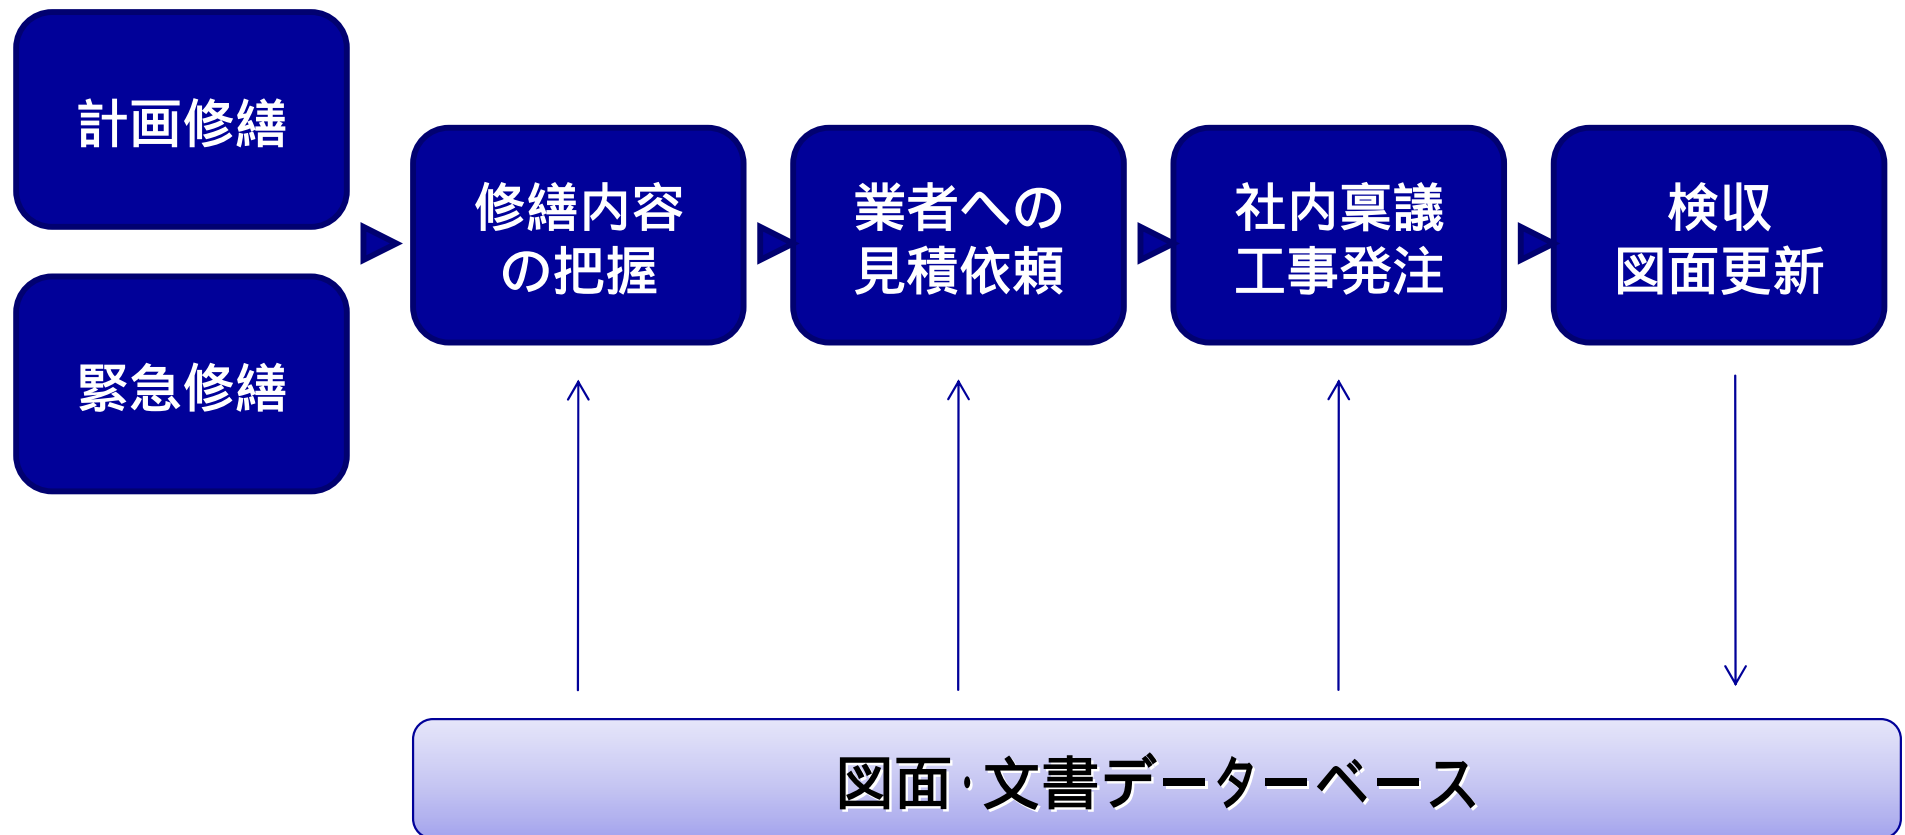 計画修繕
緊急修繕
修繕内容
の把握
業者への
見積依頼
社内稟議
工事発注
検収
図面更新
図面・文書データーベース